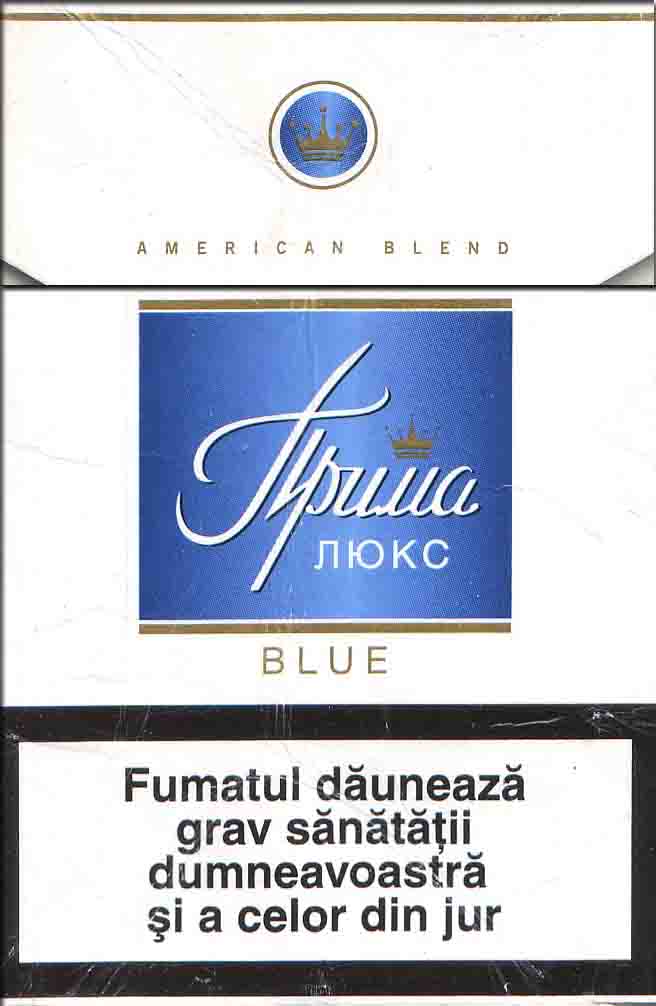 AMERICAN BLEND
Прима
ЛЮКС
BLUE
Fumatul dăunează
grav sănătăţii
dumneavoastră
şi a celor din jur